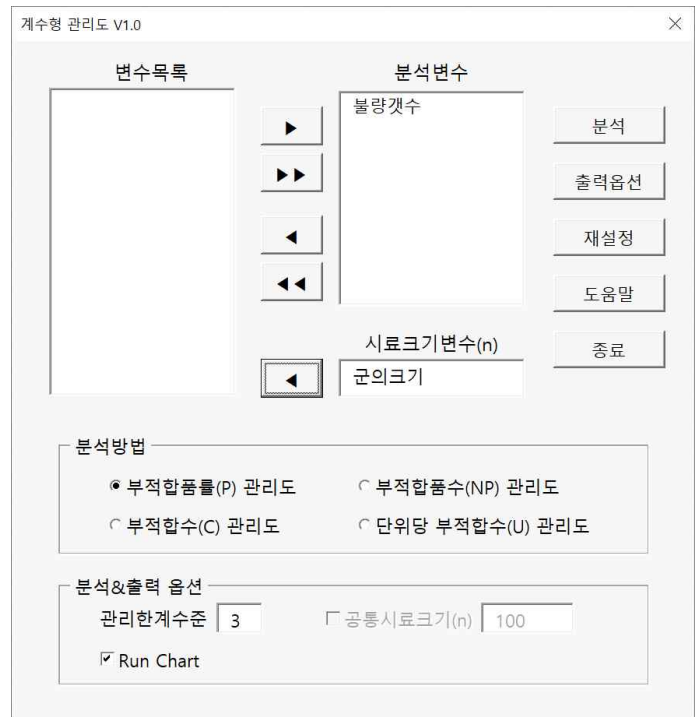 계수형 관리도 V1.0
변수목록
분석변수
불량갯수
분석
출력옵션
재설정
도움말
종료
시료크기변수(n)
군의크기
분석방법
부적합품률(P) 관리도
부적합품수(NP) 관리도
부적합수(C) 관리도
단위당 부적합수(U) 관리도
분석&출력 옵션
관리한계수준 3
공통시료크기(n) 100
Run Chart